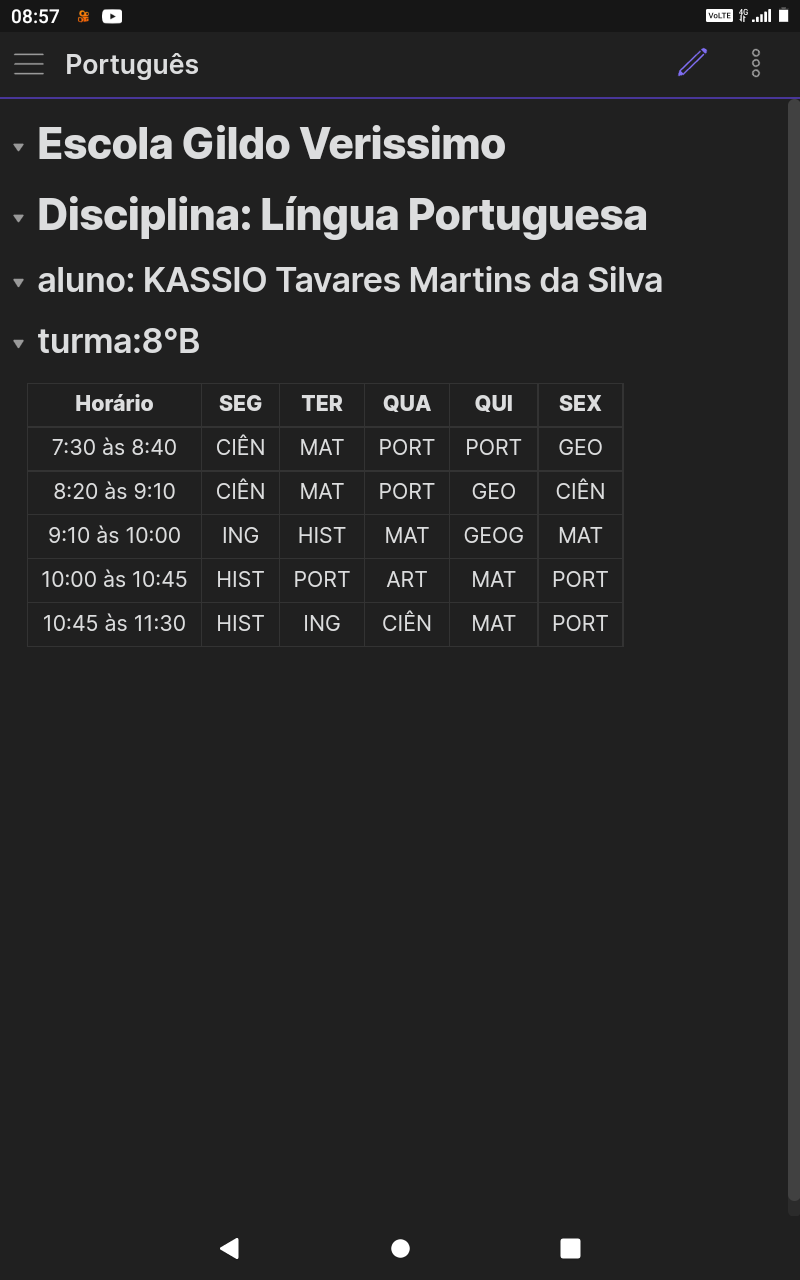 08:57 VoLTE 4G
Português
Escola Gildo Verissimo
Disciplina: Língua Portuguesa
aluno: KASSIO Tavares Martins da Silva
turma:8°B
Horário SEG TER QUA QUI SEX
7:30 às 8:40 CIÊN MAT PORT PORT GEO
8:20 às 9:10 CIÊN MAT PORT GEO CIÊN
9:10 às 10:00 ING HIST MAT GEOG MAT
10:00 às 10:45 HIST PORT ART MAT PORT
10:45 às 11:30 HIST ING CIÊN MAT PORT